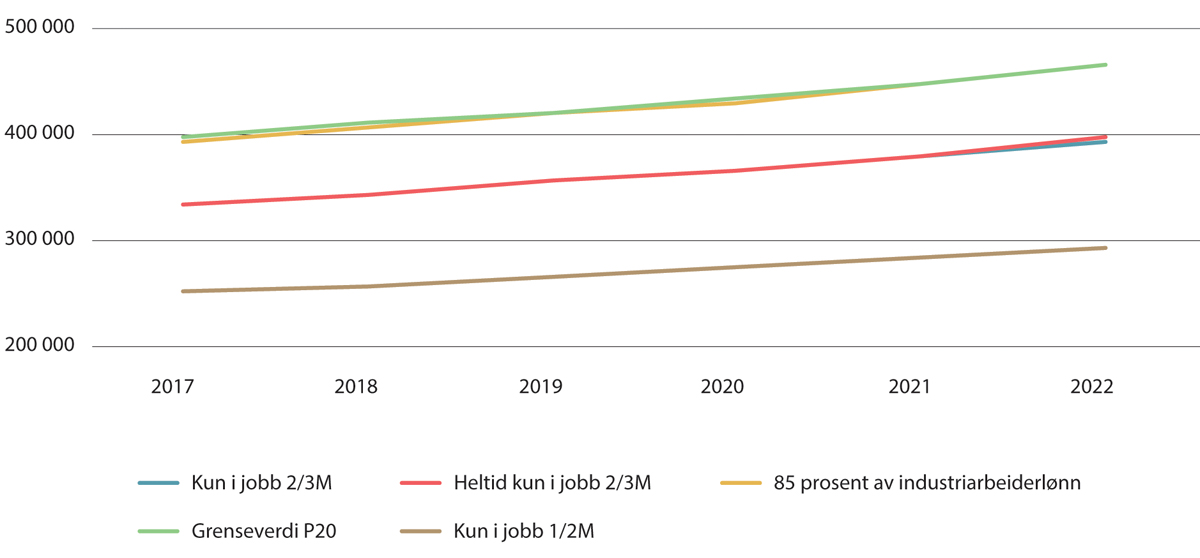 500 000
400 000
300 000
200 000
2017 2018 2019 2020 2021 2022
Kun i jobb 2/3M Heltid kun i jobb 2/3M 85 prosent av industriarbeiderlønn
Grenseverdi P20 Kun i jobb 1/2M